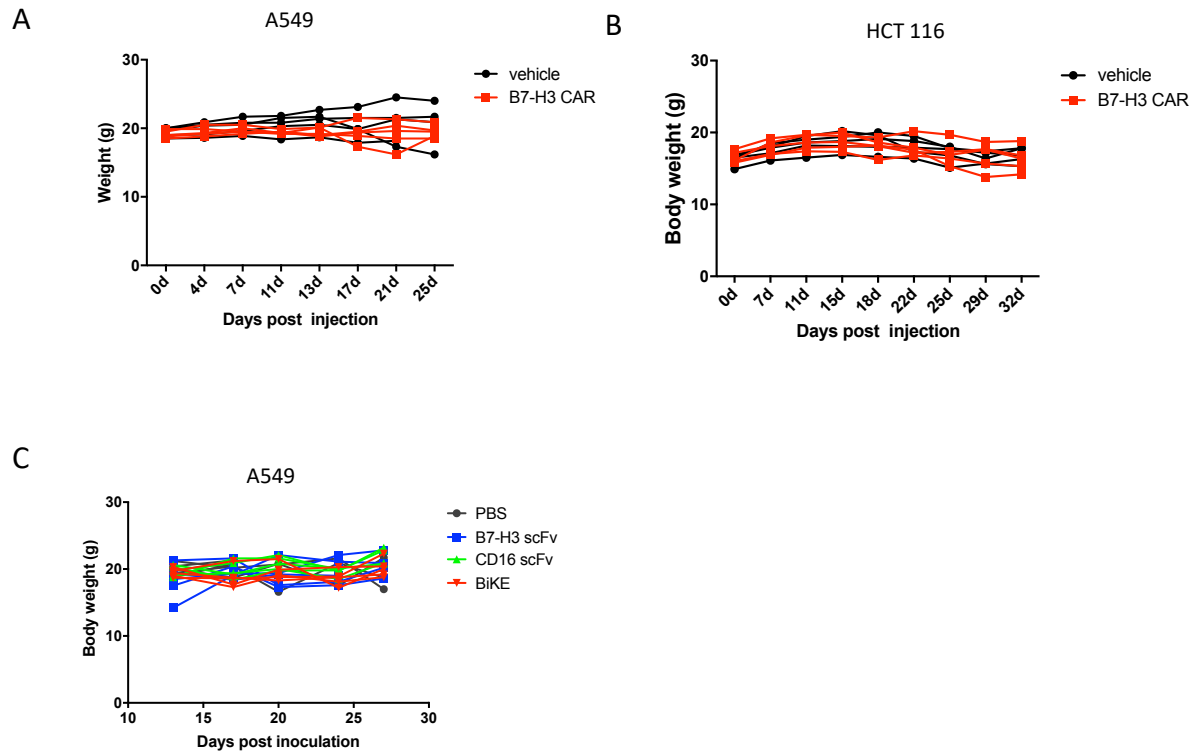 A
A549
30
20
10
0
Weight (g)
0d 4d 7d 11d 13d 17d 21d 25d
Days post injection
vehicle
B7-H3 CAR
B
HCT 116
30
20
10
0
Body weight (g)
0d 7d 11d 15d 18d 22d 25d 29d 32d
Days post injection
vehicle
B7-H3 CAR
C
A549
30
20
10
0
Body weight (g)
10 15 20 25 30
Days post inoculation
PBS
B7-H3 scFv
CD16 scFv
BiKE